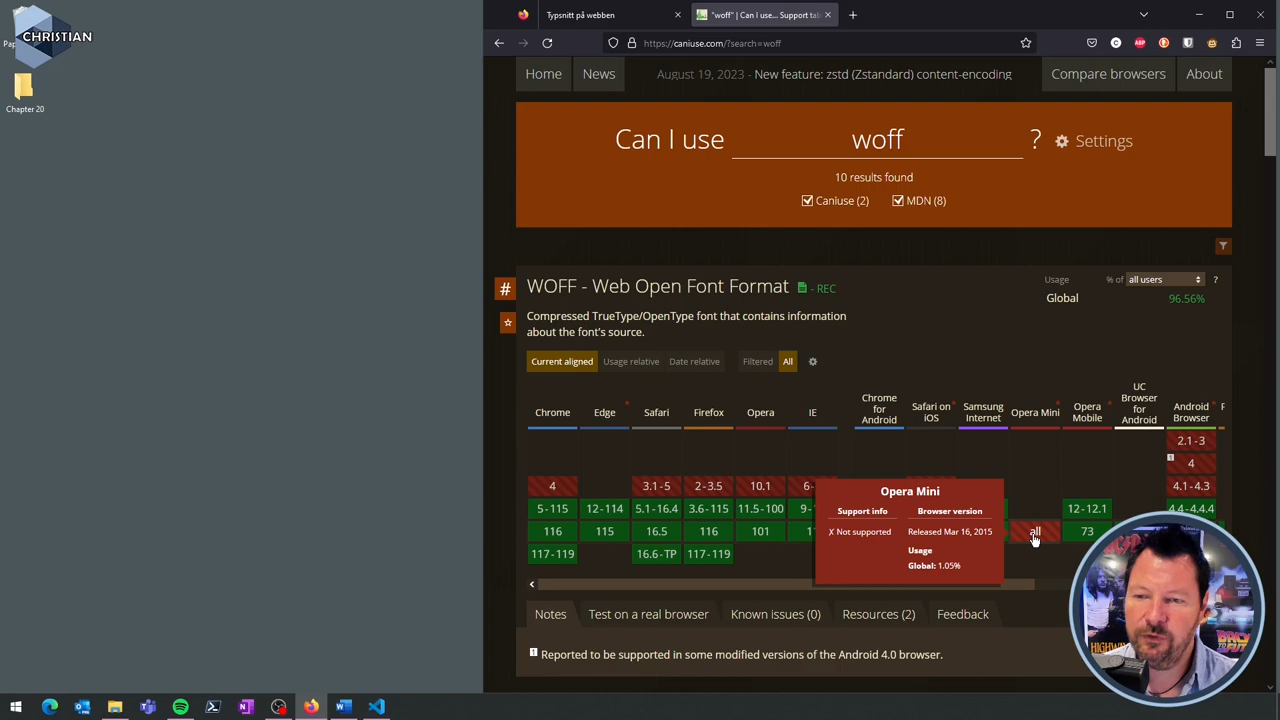 Typsnitt på webben
"woff" | Can I use... Support tal
https://caniuse.com/?search=woff
CHRISTIAN
Chapter 20
Home
News
August 19, 2023 - New feature: zstd (Zstandard) content-encoding
Compare browsers
About
Can I use woff ?
Settings
10 results found
Caniuse (2)
MDN (8)
#
WOFF - Web Open Font Format
- REC
Usage
% of all users ?
Global
96.56%
Compressed TrueType/OpenType font that contains information
about the font's source.
Current aligned
Usage relative
Date relative
Filtered
All
Chrome
Edge
Safari
Firefox
Opera
IE
Chrome for Android
Safari on iOS
Samsung Internet
Opera Mini
Opera Mobile
UC Browser for Android
Android Browser
F
2.1 - 3
1 4
4 3.1 - 5 2 - 3.5 10.1 6- 4.1 - 4.3
5 - 115 12 - 114 5.1 - 16.4 3.6 - 115 11.5 - 100 9- 12 - 12.1 4.4 - 4.4.4
116 115 16.5 116 101 1 all 73
117 - 119 16.6 - TP 117 - 119
Opera Mini
Support info
Browser version
✗ Not supported
Released Mar 16, 2015
Usage
Global: 1.05%
Notes
Test on a real browser
Known issues (0)
Resources (2)
Feedback
1 Reported to be supported in some modified versions of the Android 4.0 browser.